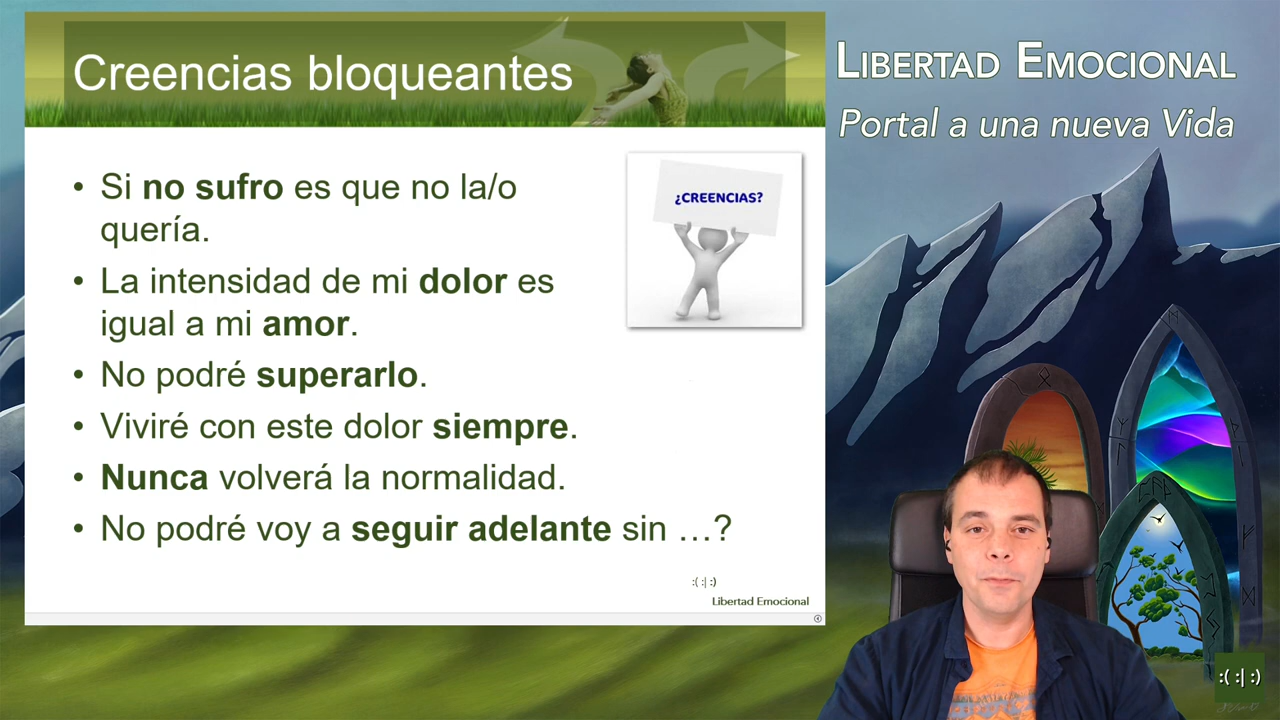 Creencias bloqueantes
• Si no sufro es que no la/o
quería.
• La intensidad de mi dolor es
igual a mi amor.
• No podré superarlo.
• Viviré con este dolor siempre.
• Nunca volverá la normalidad.
• No podré voy a seguir adelante sin …?
¿CREENCIAS?
:( :| :)
Libertad Emocional
LIBERTAD EMOCIONAL
Portal a una nueva Vida
:( :| :)